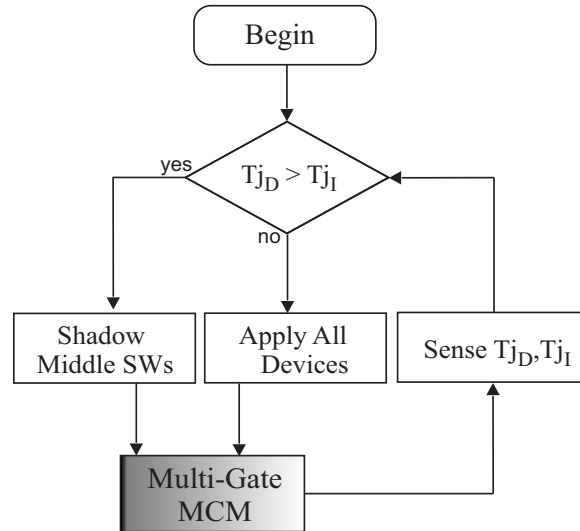 Begin
yes
Tj_D > Tj_I
no
Shadow
Middle SWs
Apply All
Devices
Sense Tj_D,Tj_I
Multi-Gate
MCM